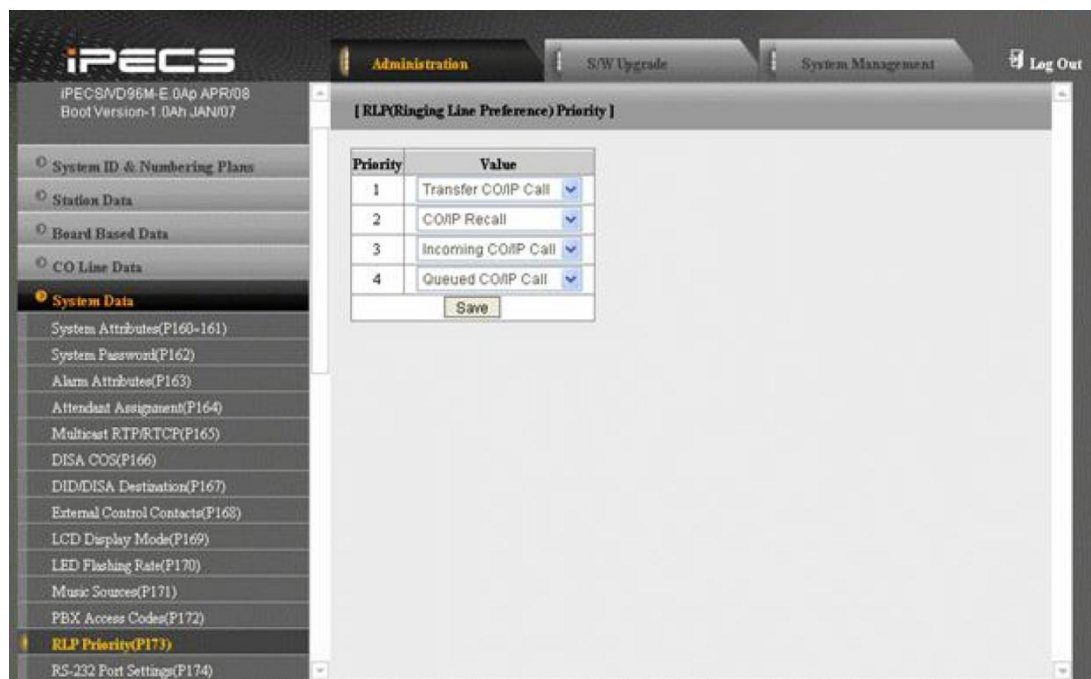 iPECS
Administration
S/W Upgrade
System Management
Log Out
iPECS/VD96M-E.0Ap APR/08
Boot Version-1.0Ah JAN/07
[ RLP(Ringing Line Preference) Priority ]
System ID & Numbering Plans
Station Data
Board Based Data
CO Line Data
System Data
System Attributes(P160~161)
System Password(P162)
Alarm Attributes(P163)
Attendant Assignment(P164)
Multicast RTP/RTCP(P165)
DISA COS(P166)
DID/DISA Destination(P167)
External Control Contacts(P168)
LCD Display Mode(P169)
LED Flashing Rate(P170)
Music Sources(P171)
PBX Access Codes(P172)
RLP Priority(P173)
RS-232 Port Settings(P174)
Priority Value
1 Transfer CO/IP Call
2 CO/IP Recall
3 Incoming CO/IP Call
4 Queued CO/IP Call
Save